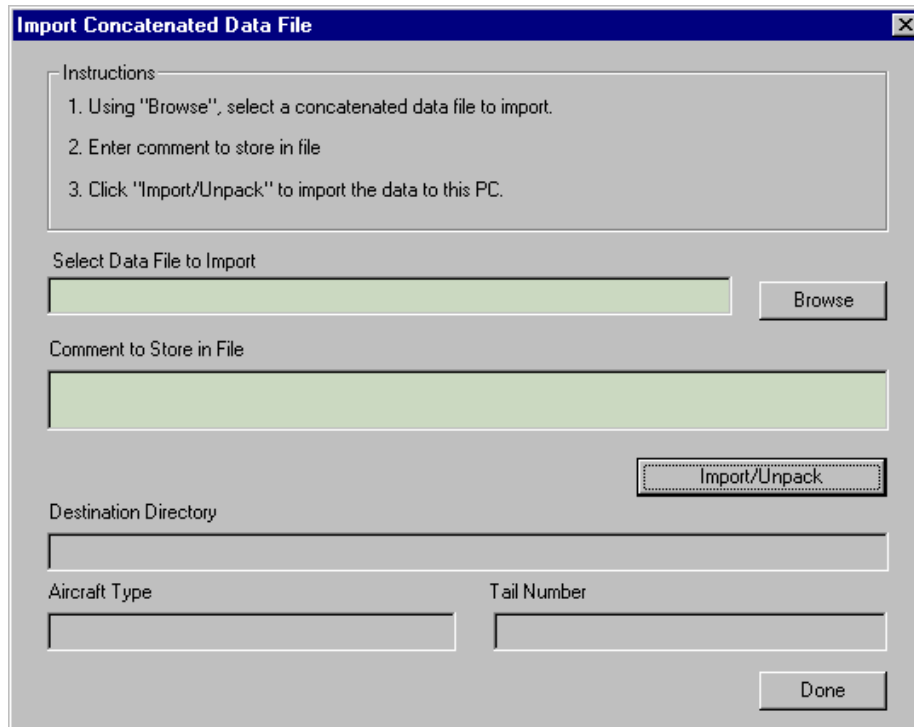 Import Concatenated Data File
Instructions
1. Using "Browse", select a concatenated data file to import.
2. Enter comment to store in file
3. Click "Import/Unpack" to import the data to this PC.
Select Data File to Import
Browse
Comment to Store in File
Import/Unpack
Destination Directory
Aircraft Type
Tail Number
Done